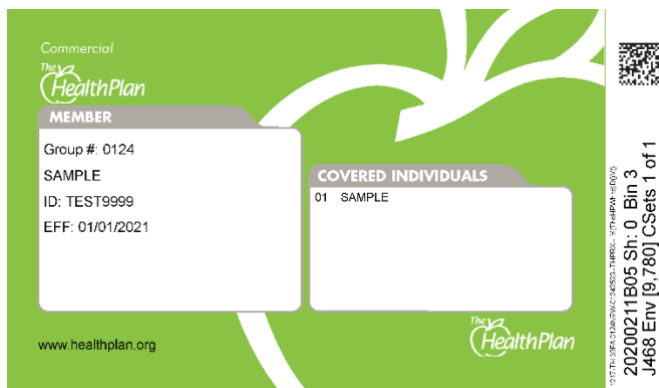 Commercial
The
HealthPlan
MEMBER
Group #: 0124
SAMPLE
ID: TEST9999
EFF: 01/01/2021
COVERED INDIVIDUALS
01 SAMPLE
www.healthplan.org
The
HealthPlan
20200211B05 Sh: 0 Bin 3
J468 Env [9,780] CSets 1 of 1